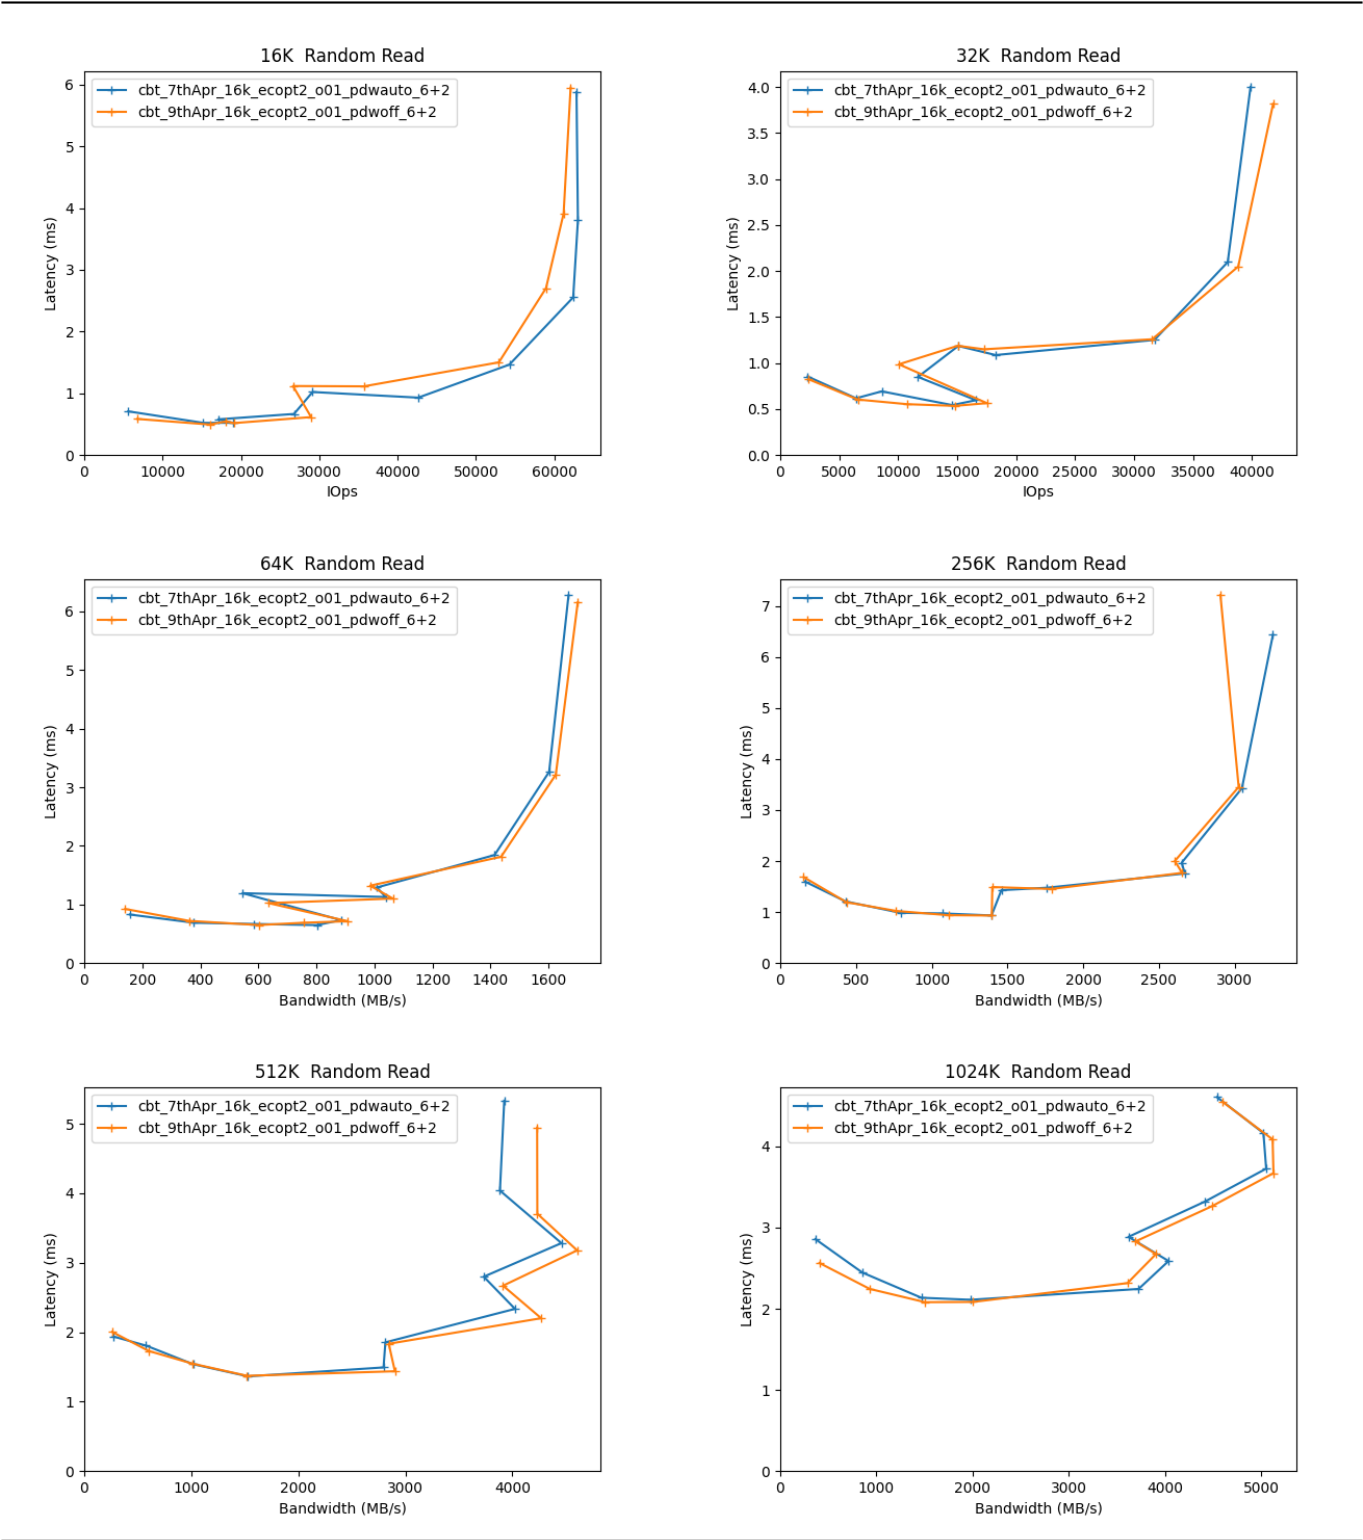 16K  Random Read
cbt_7thApr_16k_ecopt2_o01_pdwauto_6+2
cbt_9thApr_16k_ecopt2_o01_pdwoff_6+2
6
5
4
3
2
1
0
Latency (ms)
0 10000 20000 30000 40000 50000 60000
IOps
32K  Random Read
cbt_7thApr_16k_ecopt2_o01_pdwauto_6+2
cbt_9thApr_16k_ecopt2_o01_pdwoff_6+2
4.0
3.5
3.0
2.5
2.0
1.5
1.0
0.5
0.0
Latency (ms)
0 5000 10000 15000 20000 25000 30000 35000 40000
IOps
64K  Random Read
cbt_7thApr_16k_ecopt2_o01_pdwauto_6+2
cbt_9thApr_16k_ecopt2_o01_pdwoff_6+2
6
5
4
3
2
1
0
Latency (ms)
0 200 400 600 800 1000 1200 1400 1600
Bandwidth (MB/s)
256K  Random Read
cbt_7thApr_16k_ecopt2_o01_pdwauto_6+2
cbt_9thApr_16k_ecopt2_o01_pdwoff_6+2
7
6
5
4
3
2
1
0
Latency (ms)
0 500 1000 1500 2000 2500 3000
Bandwidth (MB/s)
512K  Random Read
cbt_7thApr_16k_ecopt2_o01_pdwauto_6+2
cbt_9thApr_16k_ecopt2_o01_pdwoff_6+2
5
4
3
2
1
0
Latency (ms)
0 1000 2000 3000 4000
Bandwidth (MB/s)
1024K  Random Read
cbt_7thApr_16k_ecopt2_o01_pdwauto_6+2
cbt_9thApr_16k_ecopt2_o01_pdwoff_6+2
4
3
2
1
0
Latency (ms)
0 1000 2000 3000 4000 5000
Bandwidth (MB/s)